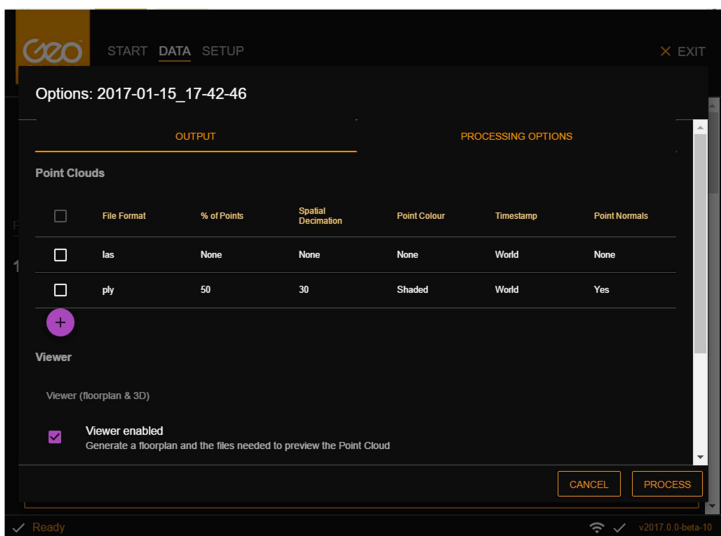 Geo START DATA SETUP EXIT
Options: 2017-01-15_17-42-46
OUTPUT PROCESSING OPTIONS
Point Clouds
File Format % of Points Spatial Decimation Point Colour Timestamp Point Normals
las None None None World None
ply 50 30 Shaded World Yes
+
Viewer
Viewer (floorplan & 3D)
Viewer enabled
Generate a floorplan and the files needed to preview the Point Cloud
CANCEL PROCESS
Ready v2017.0.0-beta-10